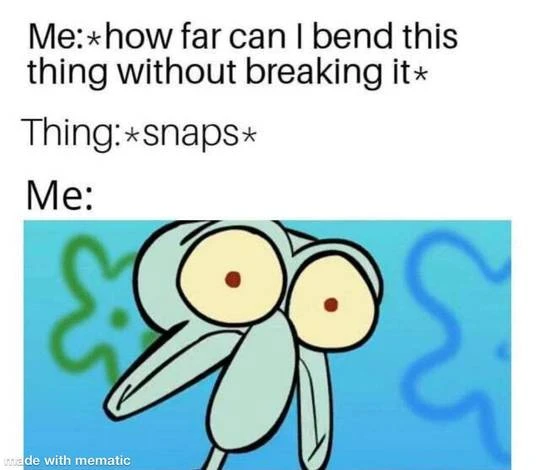 Me:*how far can I bend this
thing without breaking it*
Thing:*snaps*
Me:
made with mematic